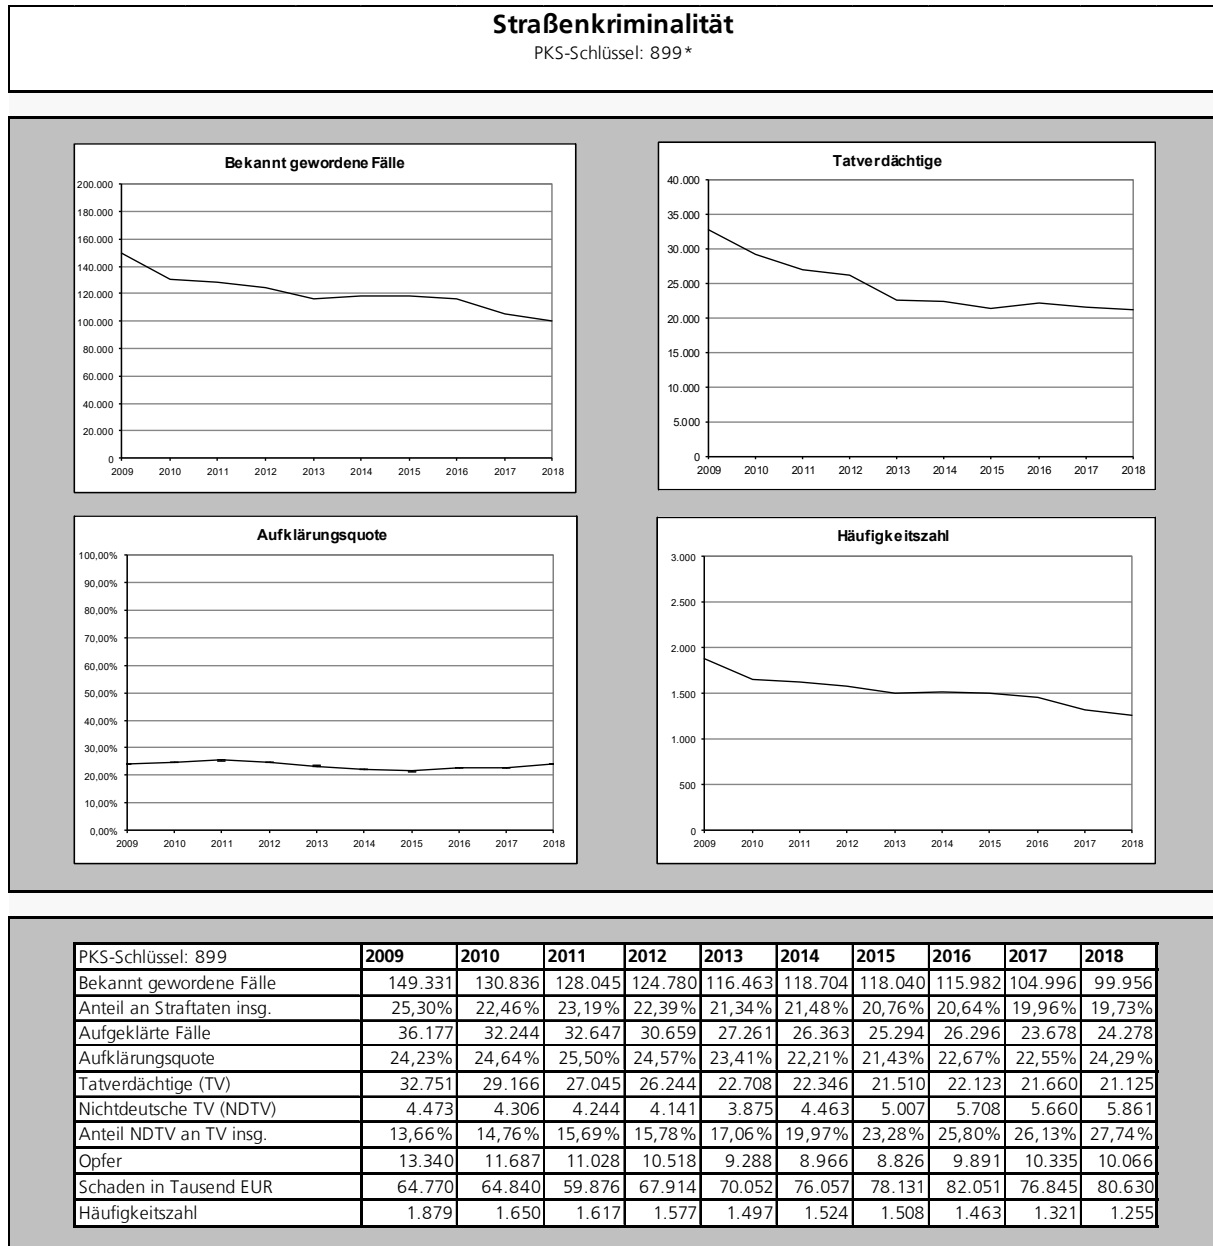 Straßenkriminalität
PKS-Schlüssel: 899*
Bekannt gewordene Fälle
200.000
180.000
160.000
140.000
120.000
100.000
80.000
60.000
40.000
20.000
0
2009 2010 2011 2012 2013 2014 2015 2016 2017 2018
Tatverdächtige
40.000
35.000
30.000
25.000
20.000
15.000
10.000
5.000
0
2009 2010 2011 2012 2013 2014 2015 2016 2017 2018
Aufklärungsquote
100,00%
90,00%
80,00%
70,00%
60,00%
50,00%
40,00%
30,00%
20,00%
10,00%
0,00%
2009 2010 2011 2012 2013 2014 2015 2016 2017 2018
Häufigkeitszahl
3.000
2.500
2.000
1.500
1.000
500
0
2009 2010 2011 2012 2013 2014 2015 2016 2017 2018
PKS-Schlüssel: 899 2009 2010 2011 2012 2013 2014 2015 2016 2017 2018
Bekannt gewordene Fälle 149.331 130.836 128.045 124.780 116.463 118.704 118.040 115.982 104.996 99.956
Anteil an Straftaten insg. 25,30% 22,46% 23,19% 22,39% 21,34% 21,48% 20,76% 20,64% 19,96% 19,73%
Aufgeklärte Fälle 36.177 32.244 32.647 30.659 27.261 26.363 25.294 26.296 23.678 24.278
Aufklärungsquote 24,23% 24,64% 25,50% 24,57% 23,41% 22,21% 21,43% 22,67% 22,55% 24,29%
Tatverdächtige (TV) 32.751 29.166 27.045 26.244 22.708 22.346 21.510 22.123 21.660 21.125
Nichtdeutsche TV (NDTV) 4.473 4.306 4.244 4.141 3.875 4.463 5.007 5.708 5.660 5.861
Anteil NDTV an TV insg. 13,66% 14,76% 15,69% 15,78% 17,06% 19,97% 23,28% 25,80% 26,13% 27,74%
Opfer 13.340 11.687 11.028 10.518 9.288 8.966 8.826 9.891 10.335 10.066
Schaden in Tausend EUR 64.770 64.840 59.876 67.914 70.052 76.057 78.131 82.051 76.845 80.630
Häufigkeitszahl 1.879 1.650 1.617 1.577 1.497 1.524 1.508 1.463 1.321 1.255